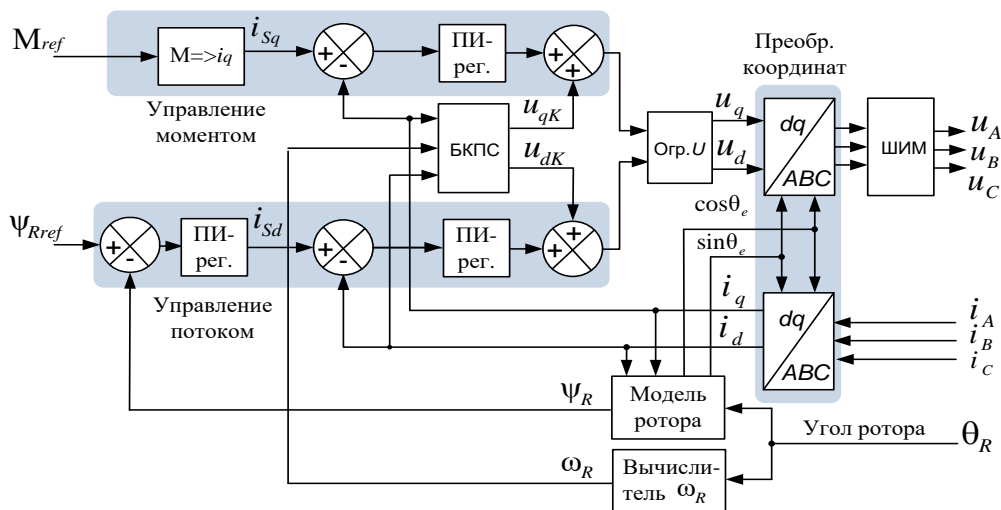 M_ref
M=>iq
i_Sq
+
-
ПИ-
рег.
+
+
Управление
моментом
БКПС
u_qK
u_dK
Огр.U
u_q
u_d
Преобр.
координат
dq
ABC
ШИМ
u_A
u_B
u_C
ψ_Rref
+
-
ПИ-
рег.
i_Sd
+
-
ПИ-
рег.
+
+
Управление
потоком
cosθ_e
sinθ_e
i_q
i_d
dq
ABC
i_A
i_B
i_C
ψ_R
Модель
ротора
Угол ротора
θ_R
ω_R
Вычисли-
тель ω_R